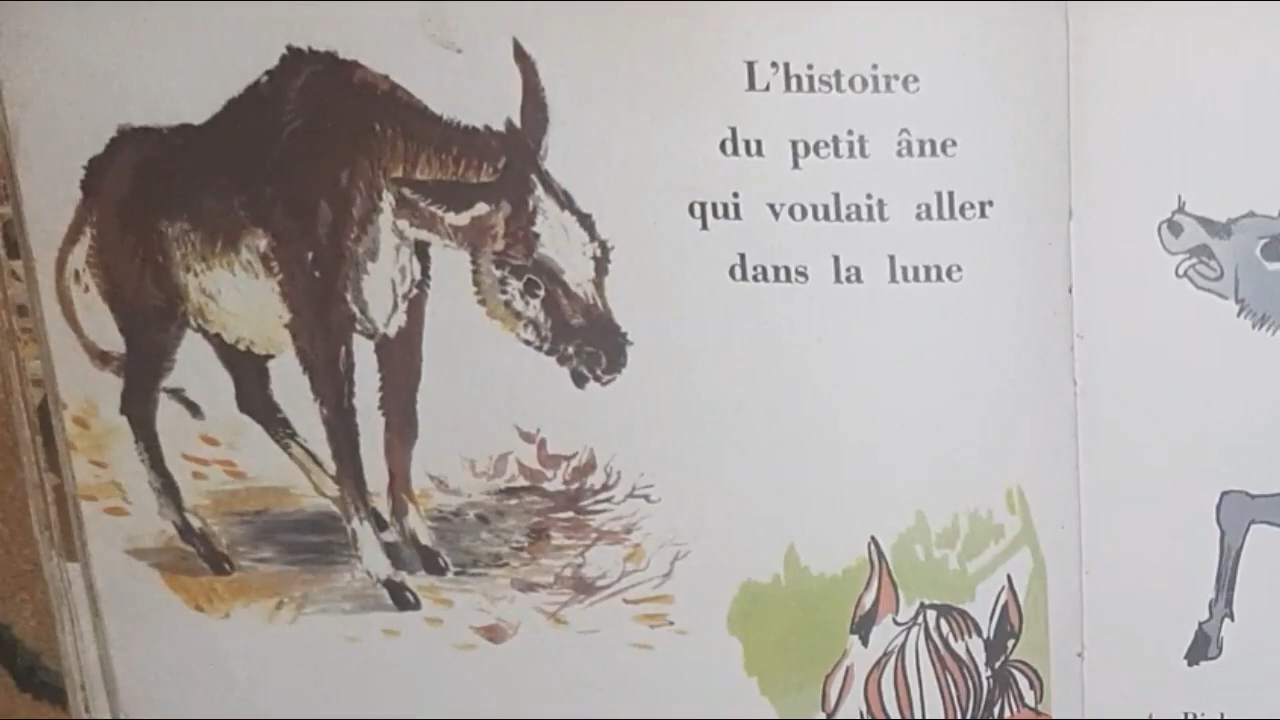 L'histoire
du petit âne
qui voulait aller
dans la lune